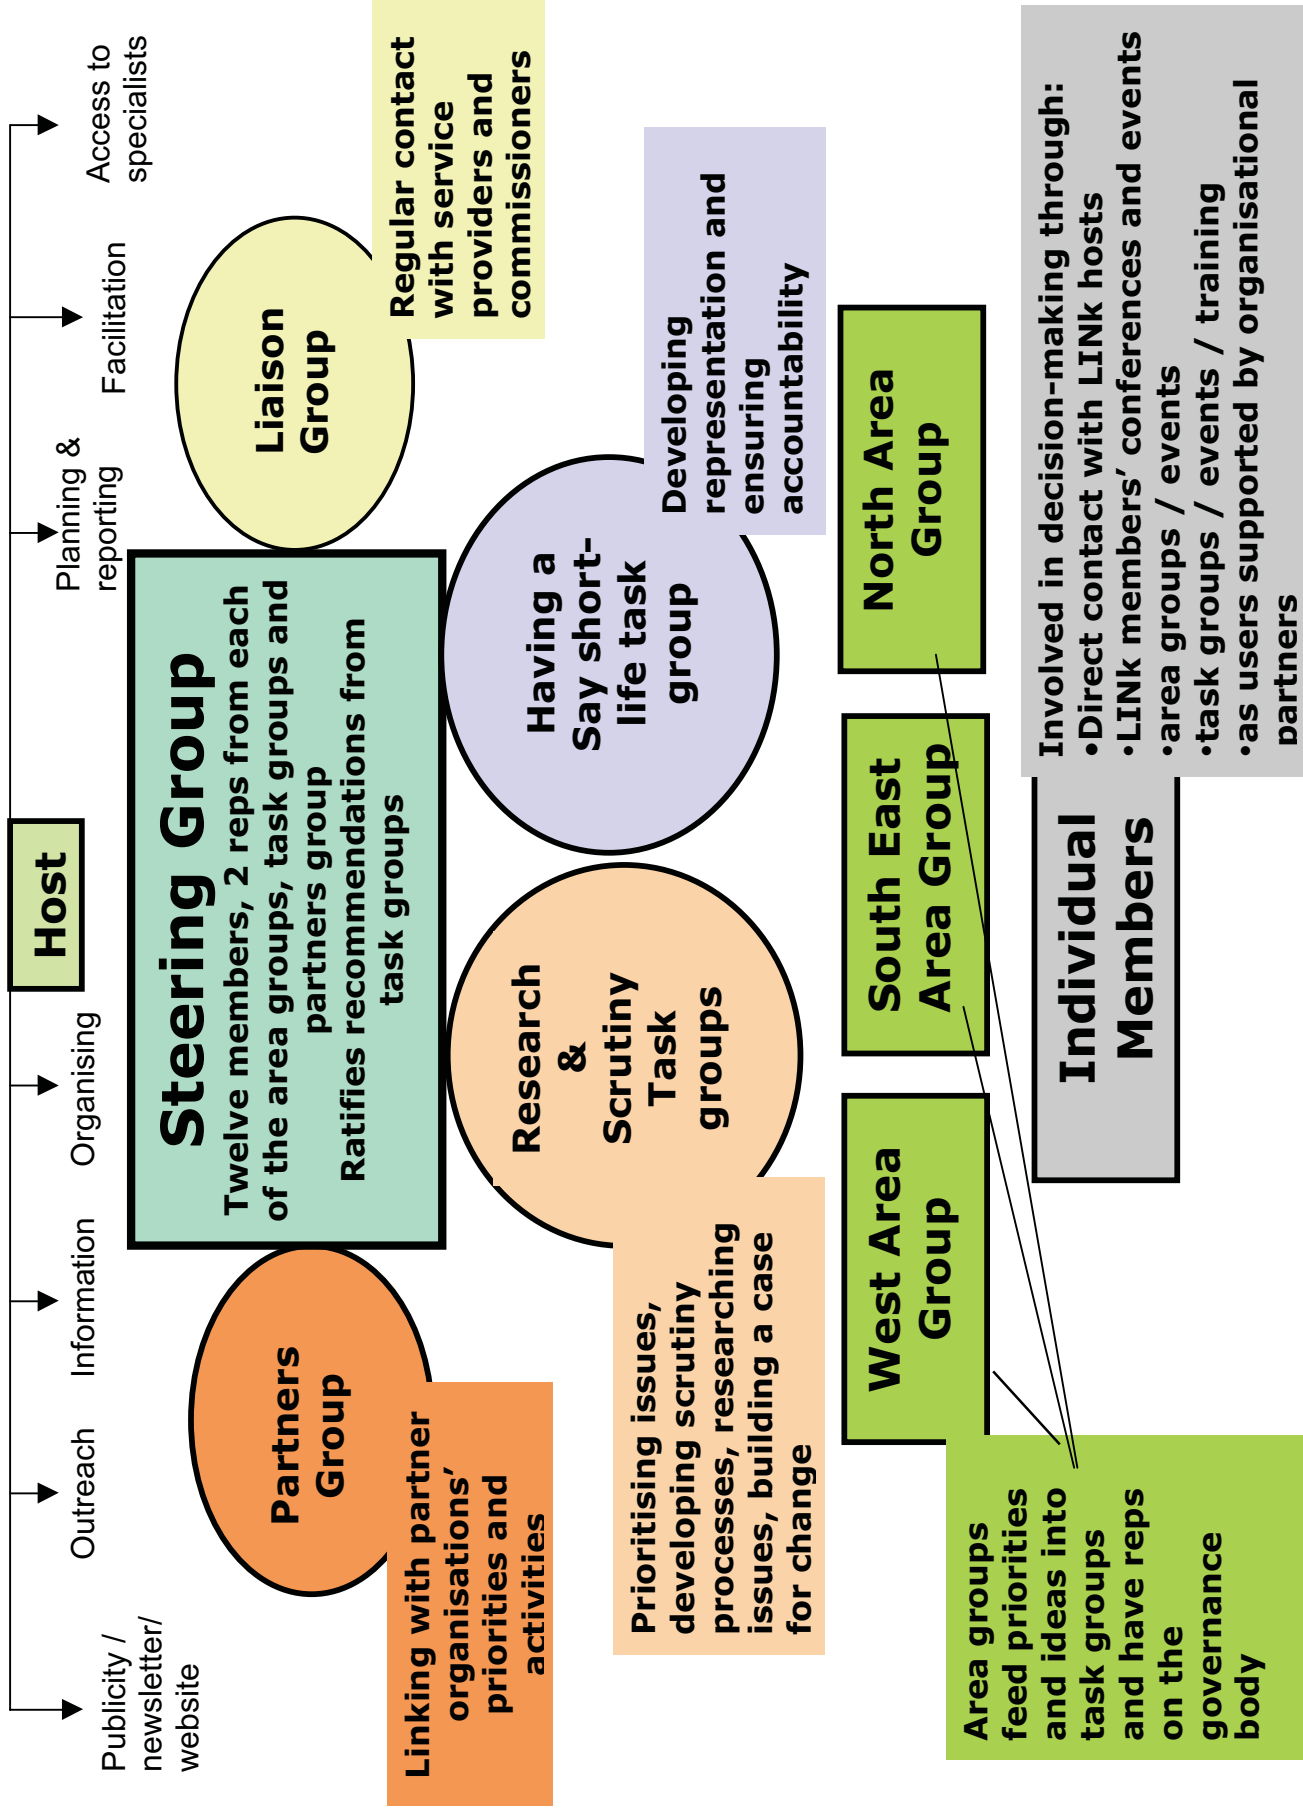 Host
Publicity /
newsletter/
website
Outreach
Information
Organising
Planning &
reporting
Facilitation
Access to
specialists
Steering Group
Twelve members, 2 reps from each
of the area groups, task groups and
partners group
Ratifies recommendations from
task groups
Partners
Group
Linking with partner
organisations’
priorities and
activities
Liaison
Group
Regular contact
with service
providers and
commissioners
Research
&
Scrutiny
Task
groups
Prioritising issues,
developing scrutiny
processes, researching
issues, building a case
for change
Having a
Say short-
life task
group
Developing
representation and
ensuring
accountability
West Area
Group
South East
Area Group
North Area
Group
Area groups
feed priorities
and ideas into
task groups
and have reps
on the
governance
body
Individual
Members
Involved in decision-making through:
•Direct contact with LINk hosts
•LINk members’ conferences and events
•area groups / events
•task groups / events / training
•as users supported by organisational
partners